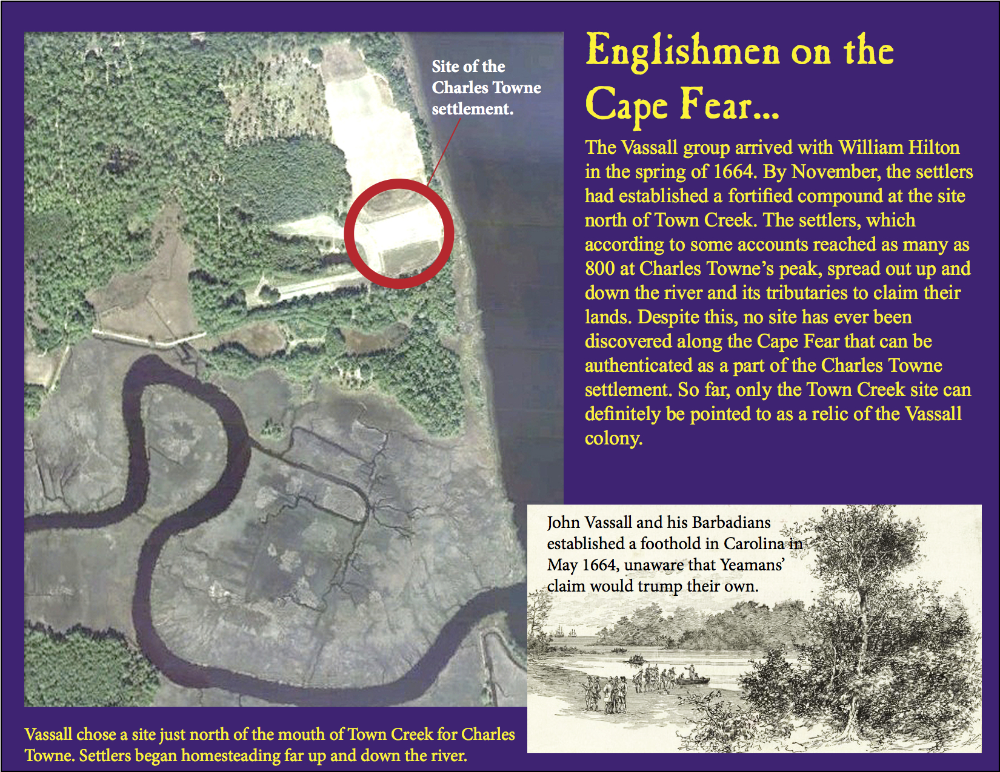 Site of the
Charles Towne
settlement.
Englishmen on the
Cape Fear...
The Vassall group arrived with William Hilton
in the spring of 1664. By November, the settlers
had established a fortified compound at the site
north of Town Creek. The settlers, which
according to some accounts reached as many as
800 at Charles Towne’s peak, spread out up and
down the river and its tributaries to claim their
lands. Despite this, no site has ever been
discovered along the Cape Fear that can be
authenticated as a part of the Charles Towne
settlement. So far, only the Town Creek site can
definitely be pointed to as a relic of the Vassall
colony.
John Vassall and his Barbadians
established a foothold in Carolina in
May 1664, unaware that Yeamans’
claim would trump their own.
Vassall chose a site just north of the mouth of Town Creek for Charles
Towne. Settlers began homesteading far up and down the river.